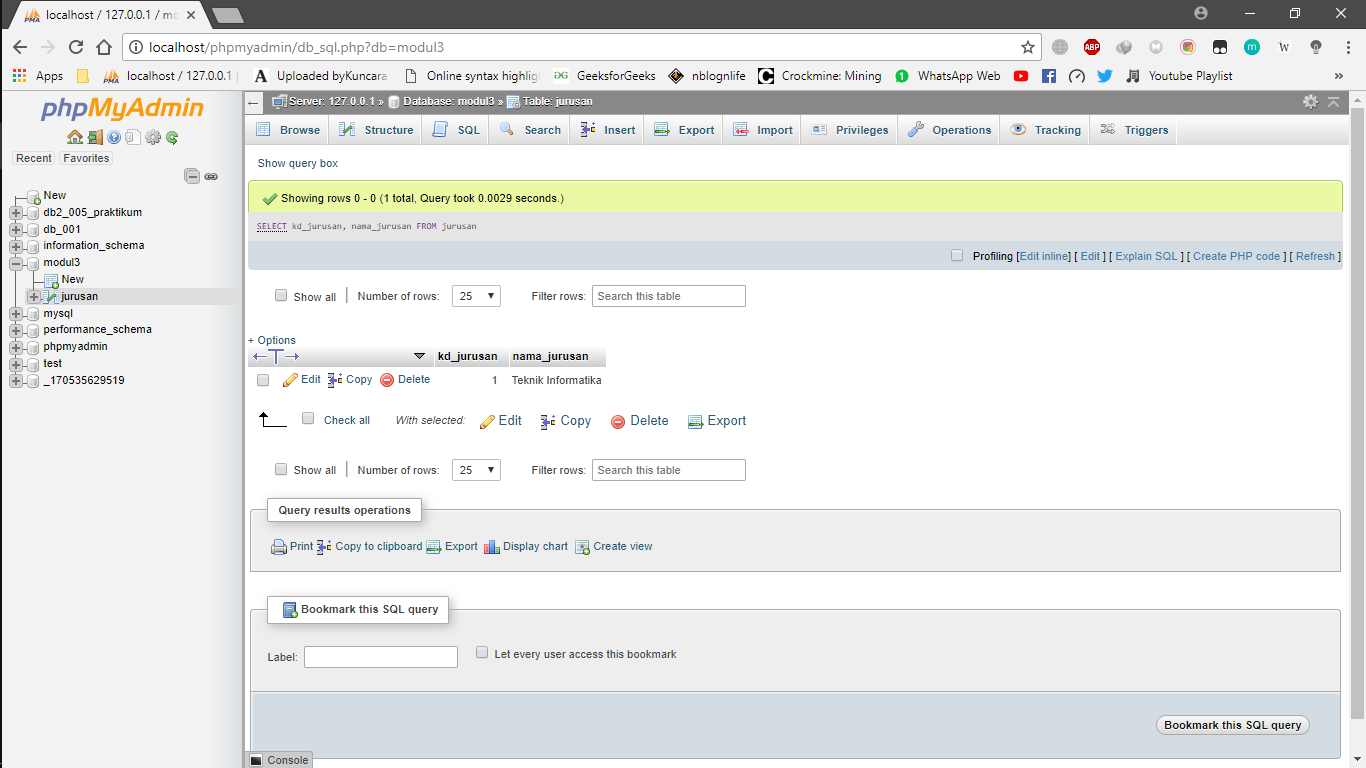 localhost / 127.0.0.1 / mo
localhost/phpmyadmin/db_sql.php?db=modul3
Apps localhost / 127.0.0.1 Uploaded byKuncara Online syntax highlig GeeksforGeeks nblognlife Crockmine: Mining WhatsApp Web Youtube Playlist »
phpMyAdmin
Recent Favorites
New
db2_005_praktikum
db_001
information_schema
modul3
New
jurusan
mysql
performance_schema
phpmyadmin
test
_170535629519
Server: 127.0.0.1 » Database: modul3 » Table: jurusan
Browse Structure SQL Search Insert Export Import Privileges Operations Tracking Triggers
Show query box
Showing rows 0 - 0 (1 total, Query took 0.0029 seconds.)
SELECT kd_jurusan, nama_jurusan FROM jurusan
Profiling [Edit inline] [ Edit ] [ Explain SQL ] [ Create PHP code ] [ Refresh ]
Show all | Number of rows: 25 Filter rows: Search this table
+ Options
←T→ kd_jurusan nama_jurusan
Edit Copy Delete 1 Teknik Informatika
Check all With selected: Edit Copy Delete Export
Show all | Number of rows: 25 Filter rows: Search this table
Query results operations
Print Copy to clipboard Export Display chart Create view
Bookmark this SQL query
Label: Let every user access this bookmark
Bookmark this SQL query
Console